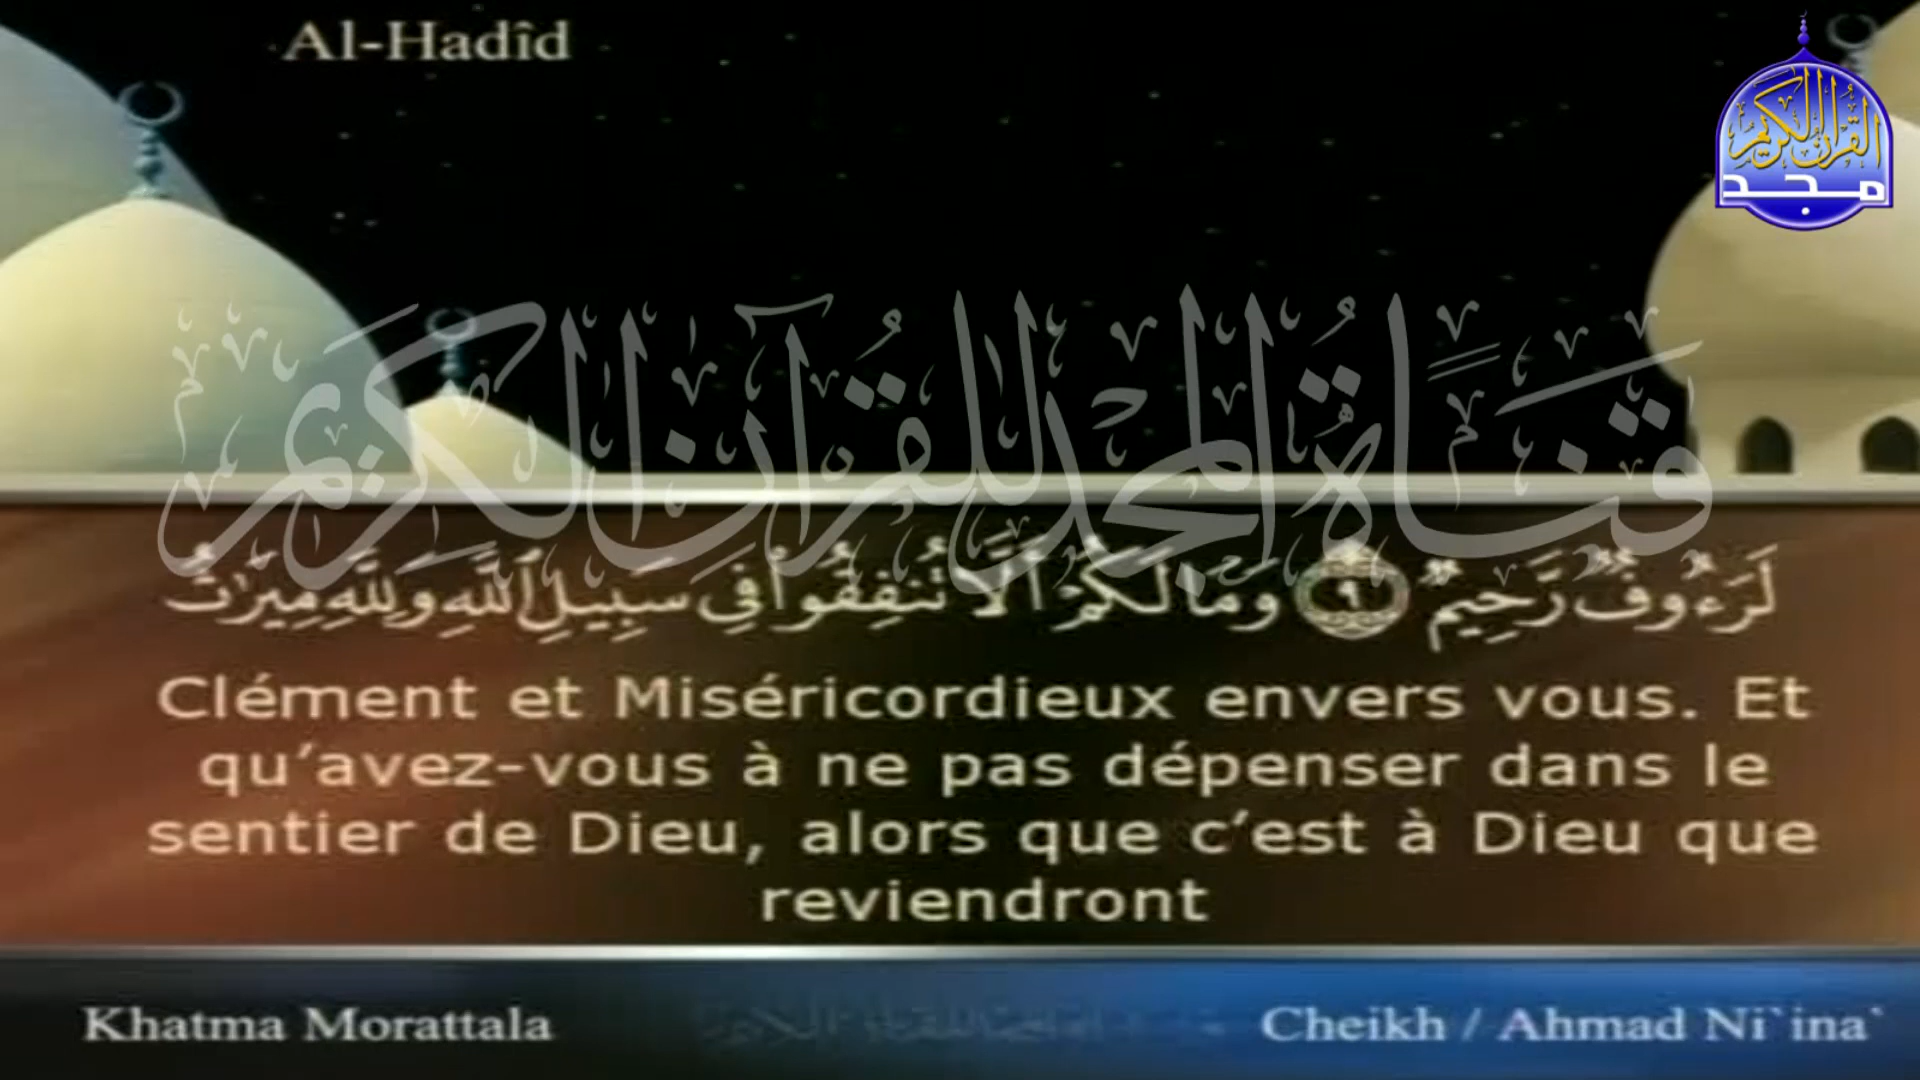 Al-Hadîd
القرآن الكريم
مجد
قناة المجد للقرآن الكريم
لَرَءُوفٌ رَّحِيمٌ ٩ وَمَا لَكُمْ أَلَّا تُنفِقُوا۟ فِى سَبِيلِ ٱللَّهِ وَلِلَّهِ مِيرَٰثُ
Clément et Miséricordieux envers vous. Et
qu’avez-vous à ne pas dépenser dans le
sentier de Dieu, alors que c’est à Dieu que
reviendront
Khatma Morattala
Cheikh / Ahmad Ni`ina`